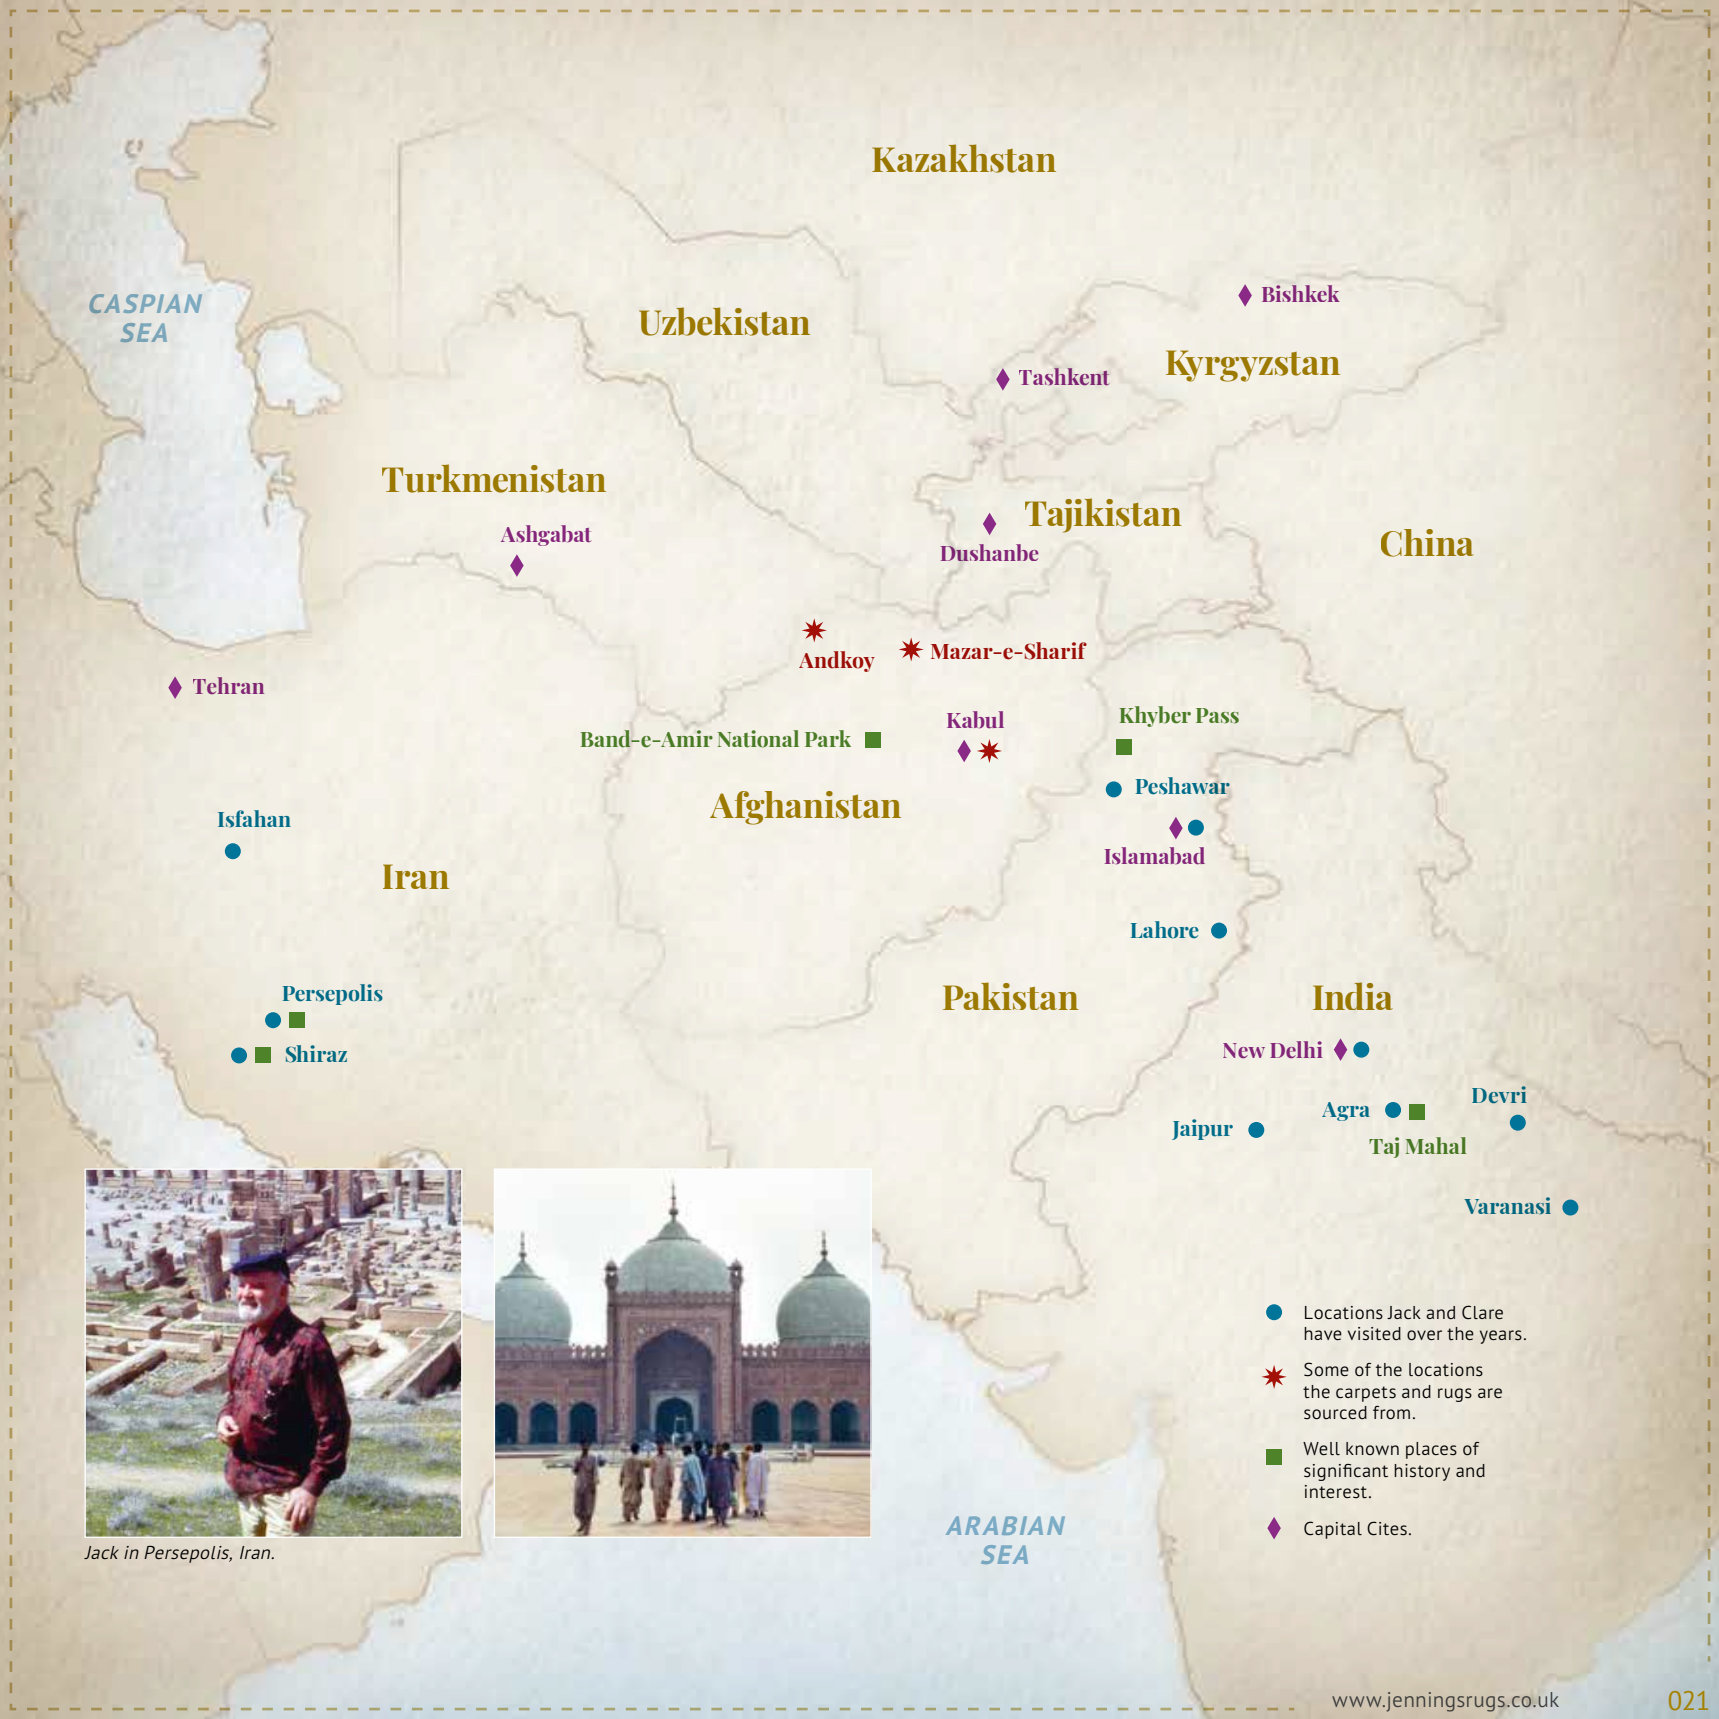 Kazakhstan
CASPIAN
SEA
Bishkek
Uzbekistan
Kyrgyzstan
Tashkent
Turkmenistan
Tajikistan
China
Ashgabat
Dushanbe
Andkoy
Mazar-e-Sharif
Tehran
Kabul
Khyber Pass
Band-e-Amir National Park
Peshawar
Afghanistan
Isfahan
Islamabad
Iran
Lahore
Persepolis
Pakistan
India
Shiraz
New Delhi
Devri
Agra
Jaipur
Taj Mahal
Varanasi
Locations Jack and Clare
have visited over the years.
Some of the locations
the carpets and rugs are
sourced from.
Well known places of
significant history and
interest.
Capital Cites.
ARABIAN
SEA
Jack in Persepolis, Iran.
www.jenningsrugs.co.uk
021